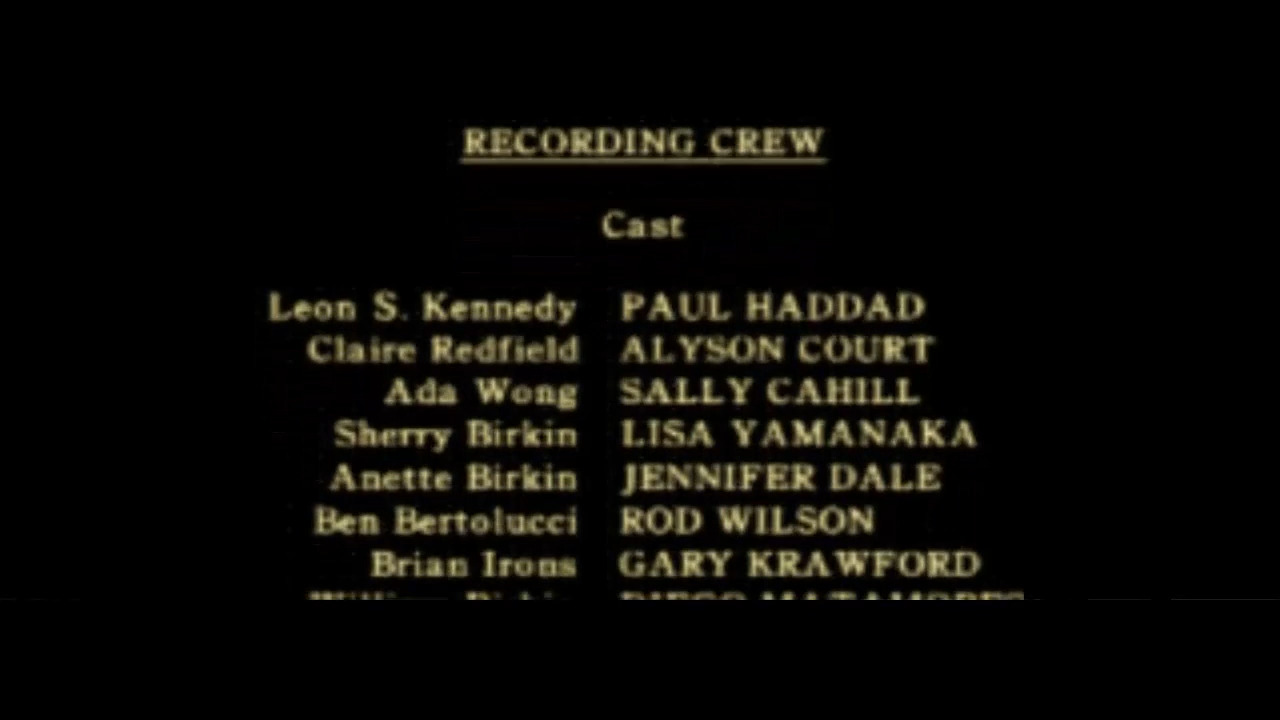 RECORDING CREW
Cast
Leon S. Kennedy PAUL HADDAD
Claire Redfield ALYSON COURT
Ada Wong SALLY CAHILL
Sherry Birkin LISA YAMANAKA
Anette Birkin JENNIFER DALE
Ben Bertolucci ROD WILSON
Brian Irons GARY KRAWFORD